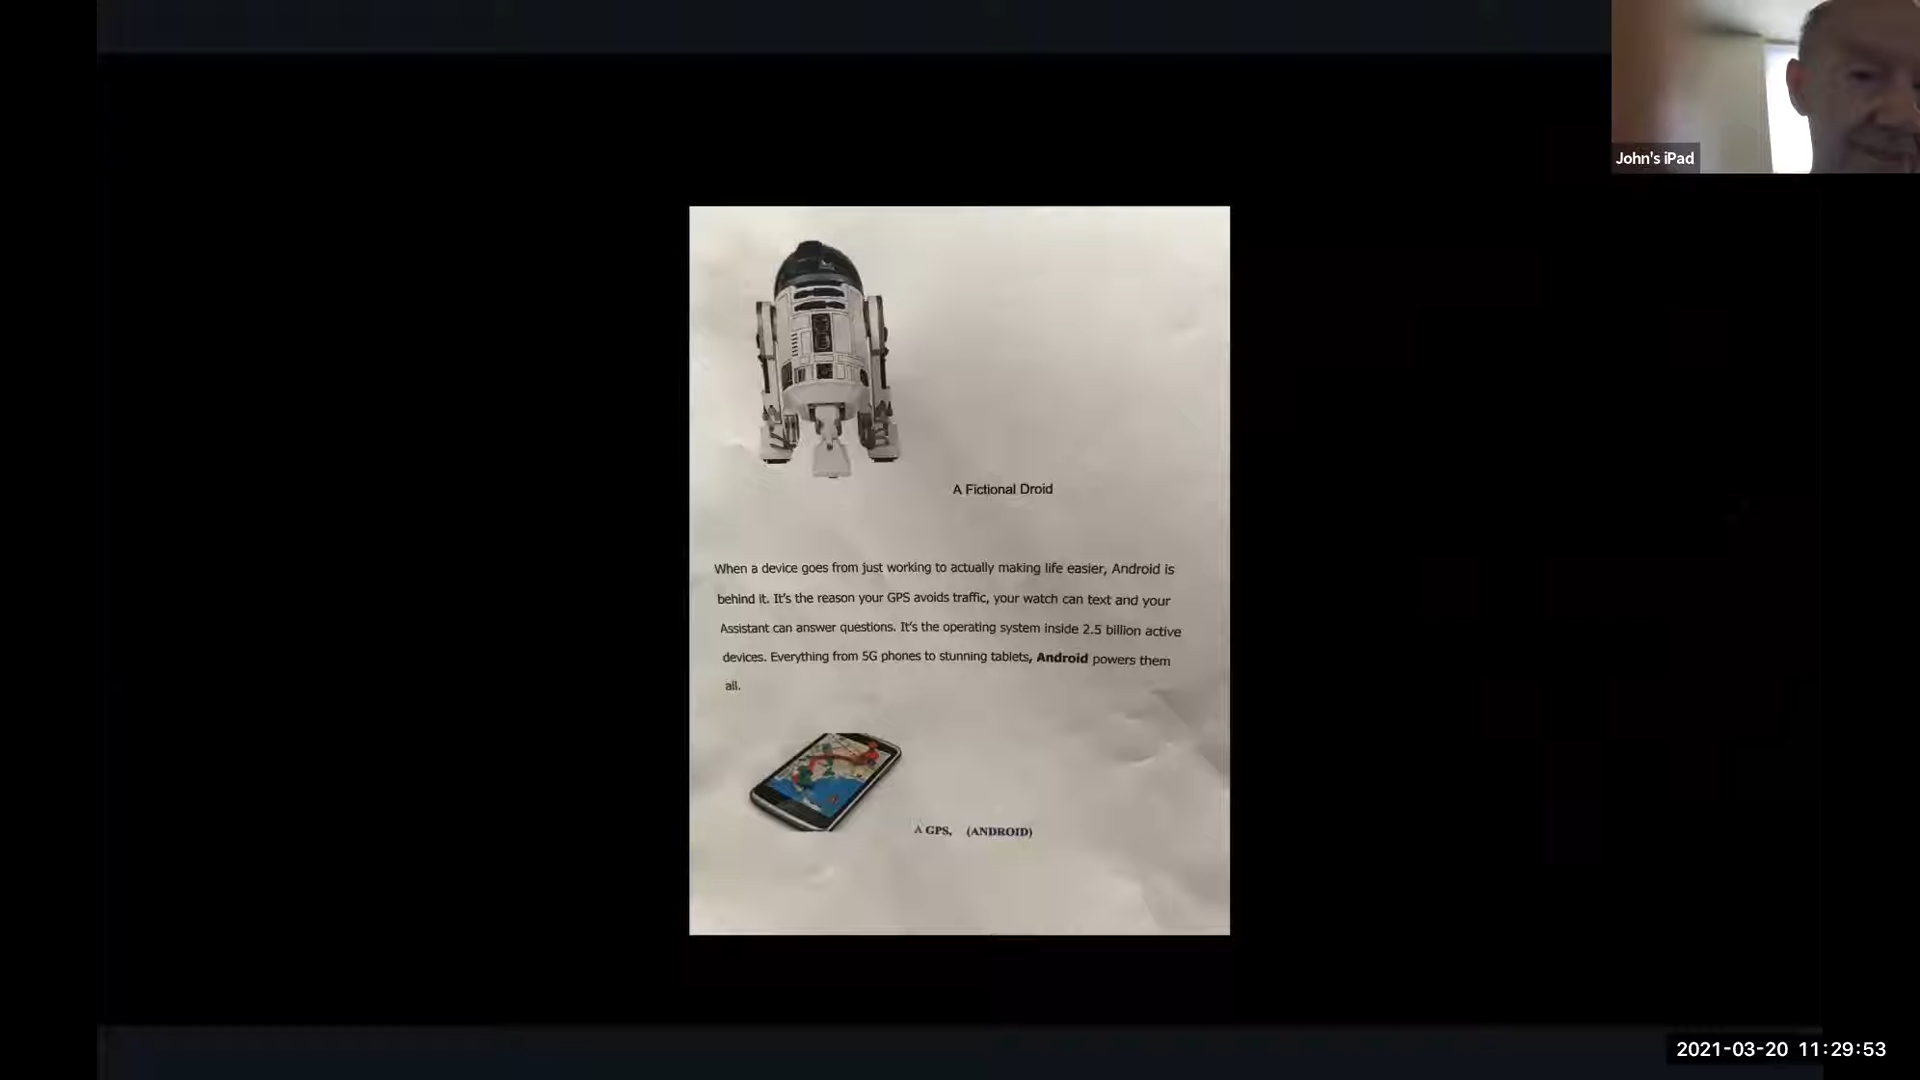 John's iPad
A Fictional Droid
When a device goes from just working to actually making life easier, Android is
behind it. It's the reason your GPS avoids traffic, your watch can text and your
Assistant can answer questions. It's the operating system inside 2.5 billion active
devices. Everything from 5G phones to stunning tablets, Android powers them
all.
A GPS, (ANDROID)
2021-03-20 11:29:53